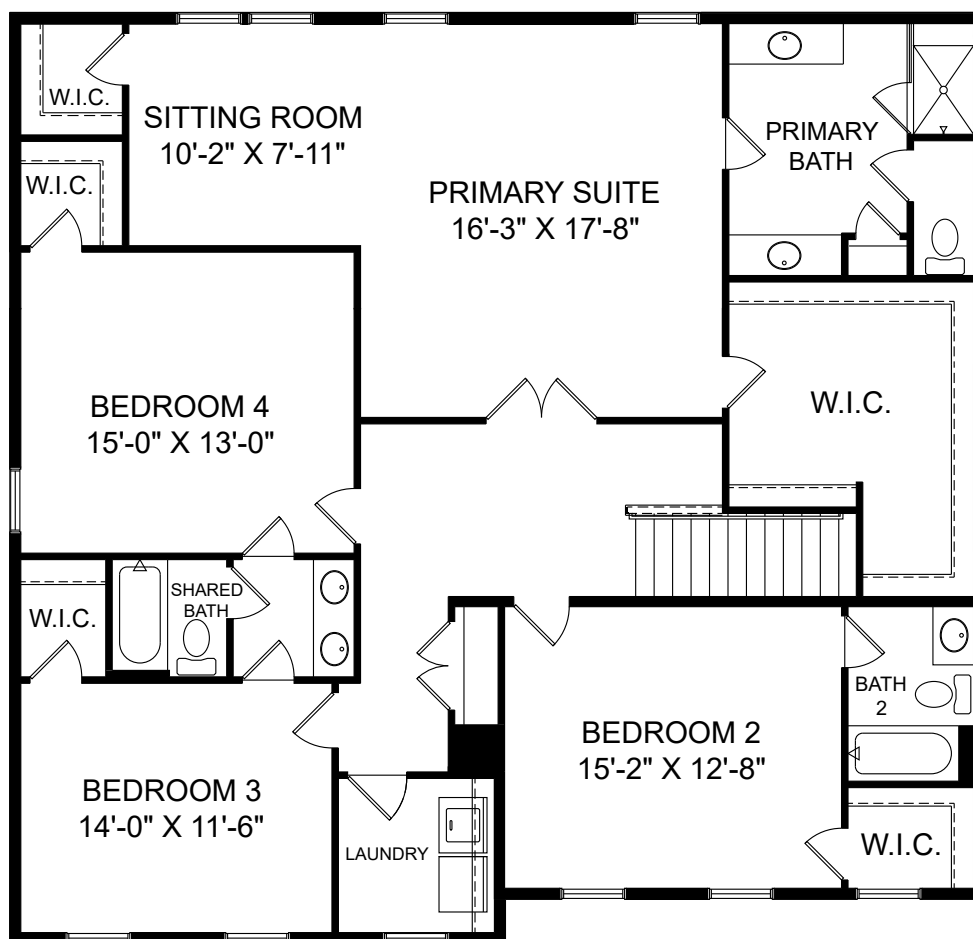 W.I.C.
SITTING ROOM
10'-2" X 7'-11"
PRIMARY
BATH
W.I.C.
PRIMARY SUITE
16'-3" X 17'-8"
BEDROOM 4
15'-0" X 13'-0"
W.I.C.
SHARED
BATH
W.I.C.
BATH
2
BEDROOM 2
15'-2" X 12'-8"
BEDROOM 3
14'-0" X 11'-6"
LAUNDRY
W.I.C.